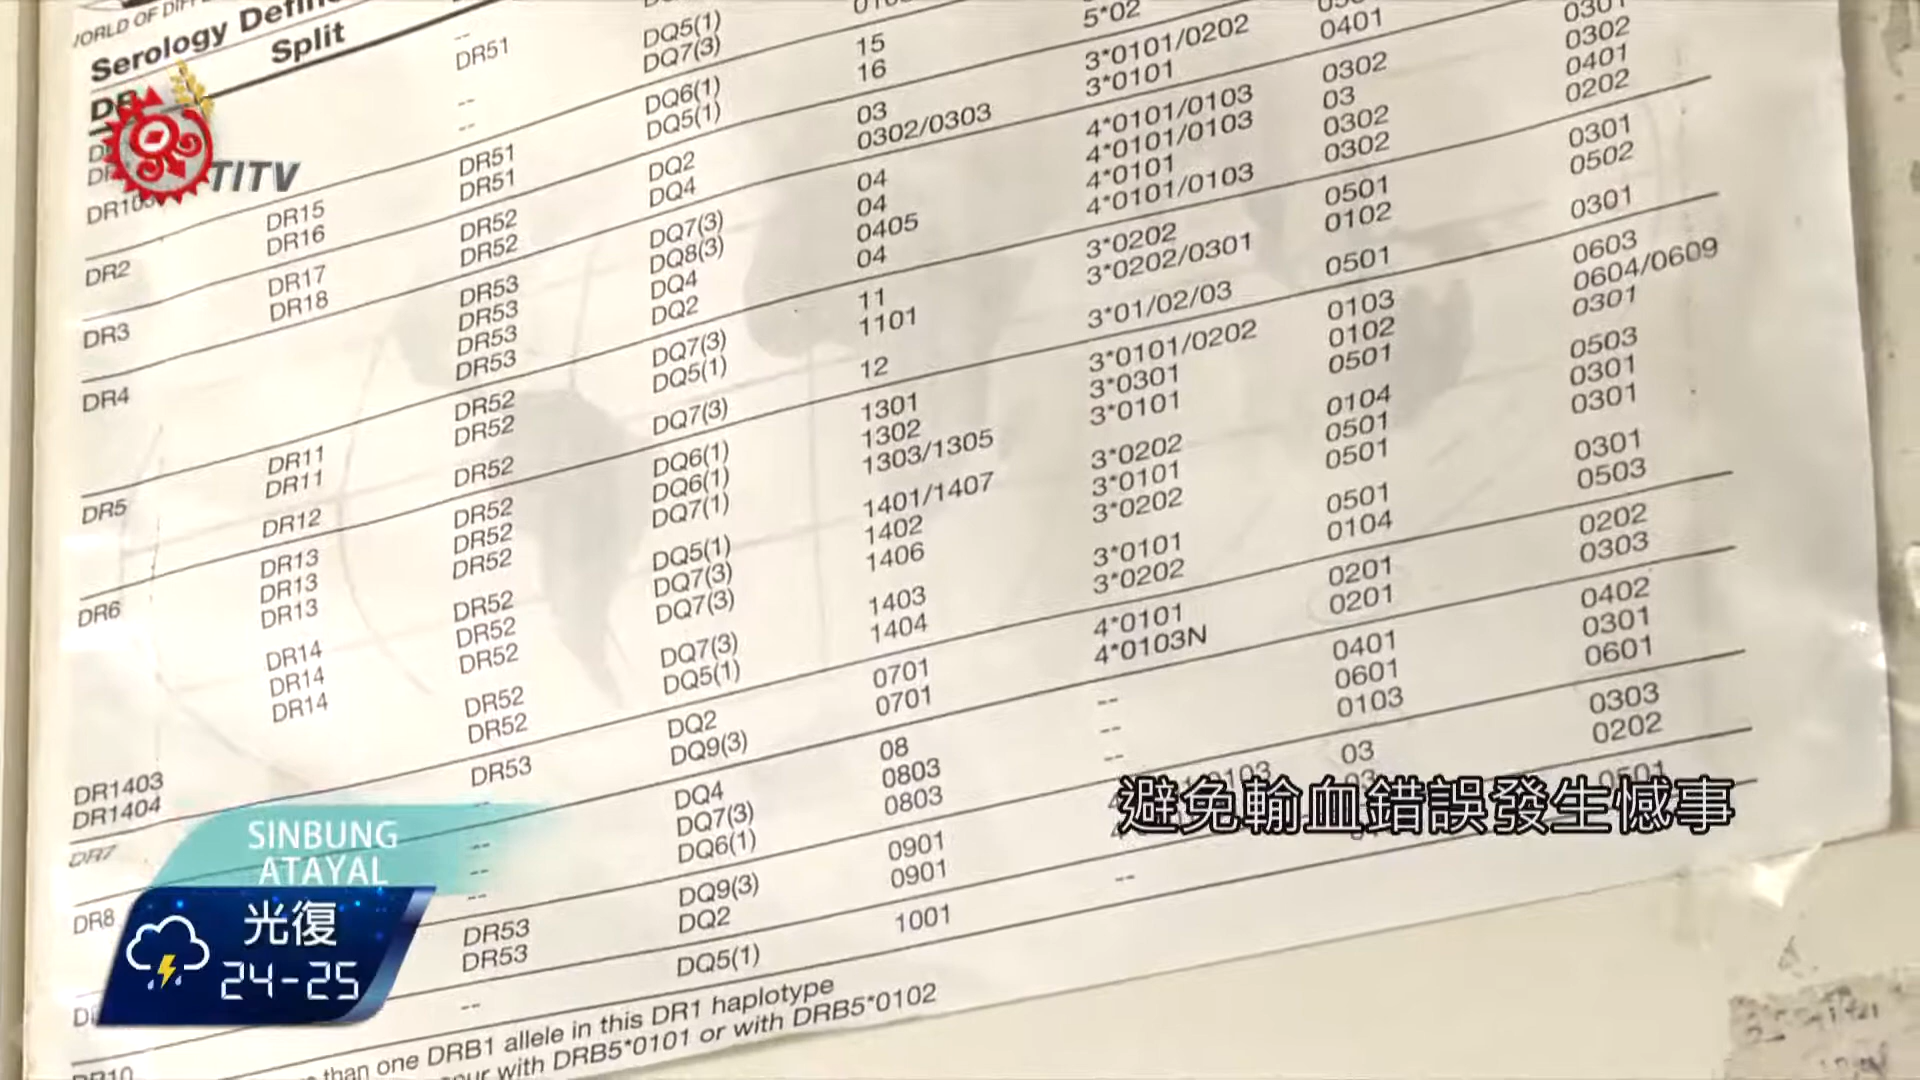 Serology Defin
Split
DR51 DQ5(1)
-- DQ7(3)
DR2 DR15 DR51 DQ6(1) 15
DR16 DR51 DQ5(1) 16 5*02
DR3 DR17 DR52 DQ2 03 3*0101/0202
DR18 DR52 DQ4 0302/0303 3*0101 0401
DR4 DR53 DQ7(3) 04 4*0101/0103 0302 0301
DR53 DQ8(3) 04 4*0101/0103 03 0302
DR53 DQ4 0405 4*0101 0302 0401
DR53 DQ2 04 4*0101/0103 0302 0202
DR5 DR11 DR52 DQ7(3) 11 3*0202 0501 0301
DR11 DR52 DQ5(1) 1101 3*0202/0301 0102 0502
DR12 DR52 DQ7(3) 12 3*01/02/03 0501 0301
DR6 DR13 DR52 DQ6(1) 1301 3*0101/0202 0103 0603
DR13 DR52 DQ6(1) 1302 3*0301 0102 0604/0609
DR13 DR52 DQ7(1) 1303/1305 3*0101 0501 0301
DR14 DR52 DQ5(1) 1401/1407 3*0202 0104 0503
DR14 DR52 DQ7(3) 1402 3*0101 0501 0301
DR14 DR52 DQ7(3) 1406 3*0202 0501 0301
DR1403 DR52 DQ7(3) 1403 3*0101 0501 0301
DR1404 DR52 DQ5(1) 1404 3*0202 0104 0503
DR7 DR53 DQ2 0701 4*0101 0201 0202
-- DQ9(3) 0701 4*0103N 0201 0303
DR8 -- DQ4 08 -- 0401 0402
-- DQ7(3) 0803 -- 0601 0301
-- DQ6(1) 0803 -- 0103 0601
DR53 DQ9(3) 0901 03 0303
DR53 DQ2 0901 0202
DR10 -- DQ5(1) 1001 -- 0501
than one DRB1 allele in this DR1 haplotype
with DRB5*0101 or with DRB5*0102
TITV
避免輸血錯誤發生憾事
SINBUNG
ATAYAL
光復
24-25